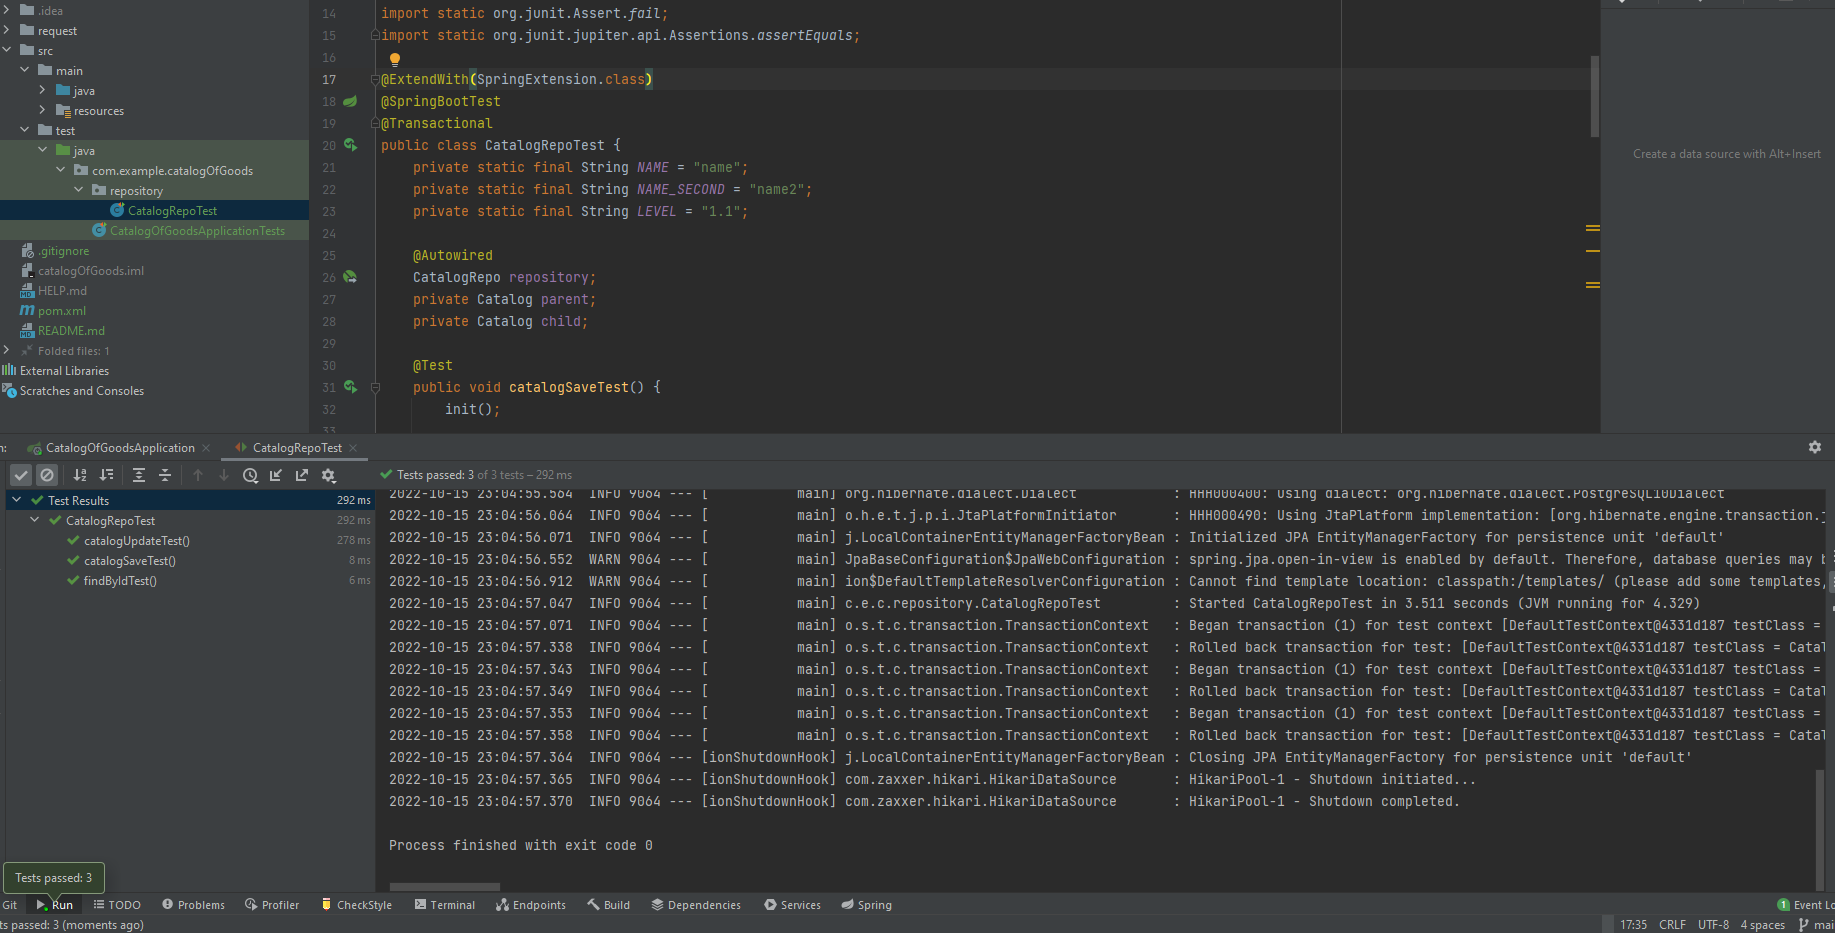 .idea
request
src
main
java
resources
test
java
com.example.catalogOfGoods
repository
CatalogRepoTest
CatalogOfGoodsApplicationTests
.gitignore
catalogOfGoods.iml
HELP.md
pom.xml
README.md
Folded files: 1
External Libraries
Scratches and Consoles
14 import static org.junit.Assert.fail;
15 import static org.junit.jupiter.api.Assertions.assertEquals;
16
17 @ExtendWith(SpringExtension.class)
18 @SpringBootTest
19 @Transactional
20 public class CatalogRepoTest {
21 private static final String NAME = "name";
22 private static final String NAME_SECOND = "name2";
23 private static final String LEVEL = "1.1";
24
25 @Autowired
26 CatalogRepo repository;
27 private Catalog parent;
28 private Catalog child;
29
30 @Test
31 public void catalogSaveTest() {
32 init();
33
Create a data source with Alt+Insert
n: CatalogOfGoodsApplication CatalogRepoTest
Tests passed: 3 of 3 tests – 292 ms
Test Results 292 ms
CatalogRepoTest 292 ms
catalogUpdateTest() 278 ms
catalogSaveTest() 8 ms
findByIdTest() 6 ms
2022-10-15 23:04:55.564 INFO 9064 --- [ main] org.hibernate.dialect.Dialect : HHH000400: Using dialect: org.hibernate.dialect.PostgreSQL10Dialect
2022-10-15 23:04:56.064 INFO 9064 --- [ main] o.h.e.t.j.p.i.JtaPlatformInitiator : HHH000490: Using JtaPlatform implementation: [org.hibernate.engine.transaction.j
2022-10-15 23:04:56.071 INFO 9064 --- [ main] j.LocalContainerEntityManagerFactoryBean : Initialized JPA EntityManagerFactory for persistence unit 'default'
2022-10-15 23:04:56.552 WARN 9064 --- [ main] JpaBaseConfiguration$JpaWebConfiguration : spring.jpa.open-in-view is enabled by default. Therefore, database queries may b
2022-10-15 23:04:56.912 WARN 9064 --- [ main] ion$DefaultTemplateResolverConfiguration : Cannot find template location: classpath:/templates/ (please add some templates,
2022-10-15 23:04:57.047 INFO 9064 --- [ main] c.e.c.repository.CatalogRepoTest : Started CatalogRepoTest in 3.511 seconds (JVM running for 4.329)
2022-10-15 23:04:57.071 INFO 9064 --- [ main] o.s.t.c.transaction.TransactionContext : Began transaction (1) for test context [DefaultTestContext@4331d187 testClass =
2022-10-15 23:04:57.338 INFO 9064 --- [ main] o.s.t.c.transaction.TransactionContext : Rolled back transaction for test: [DefaultTestContext@4331d187 testClass = Catal
2022-10-15 23:04:57.343 INFO 9064 --- [ main] o.s.t.c.transaction.TransactionContext : Began transaction (1) for test context [DefaultTestContext@4331d187 testClass =
2022-10-15 23:04:57.349 INFO 9064 --- [ main] o.s.t.c.transaction.TransactionContext : Rolled back transaction for test: [DefaultTestContext@4331d187 testClass = Catal
2022-10-15 23:04:57.353 INFO 9064 --- [ main] o.s.t.c.transaction.TransactionContext : Began transaction (1) for test context [DefaultTestContext@4331d187 testClass =
2022-10-15 23:04:57.358 INFO 9064 --- [ main] o.s.t.c.transaction.TransactionContext : Rolled back transaction for test: [DefaultTestContext@4331d187 testClass = Catal
2022-10-15 23:04:57.364 INFO 9064 --- [ionShutdownHook] j.LocalContainerEntityManagerFactoryBean : Closing JPA EntityManagerFactory for persistence unit 'default'
2022-10-15 23:04:57.365 INFO 9064 --- [ionShutdownHook] com.zaxxer.hikari.HikariDataSource : HikariPool-1 - Shutdown initiated...
2022-10-15 23:04:57.370 INFO 9064 --- [ionShutdownHook] com.zaxxer.hikari.HikariDataSource : HikariPool-1 - Shutdown completed.
Process finished with exit code 0
Tests passed: 3
Git Run TODO Problems Profiler CheckStyle Terminal Endpoints Build Dependencies Services Spring 1 Event Lo
ts passed: 3 (moments ago) 17:35 CRLF UTF-8 4 spaces mai